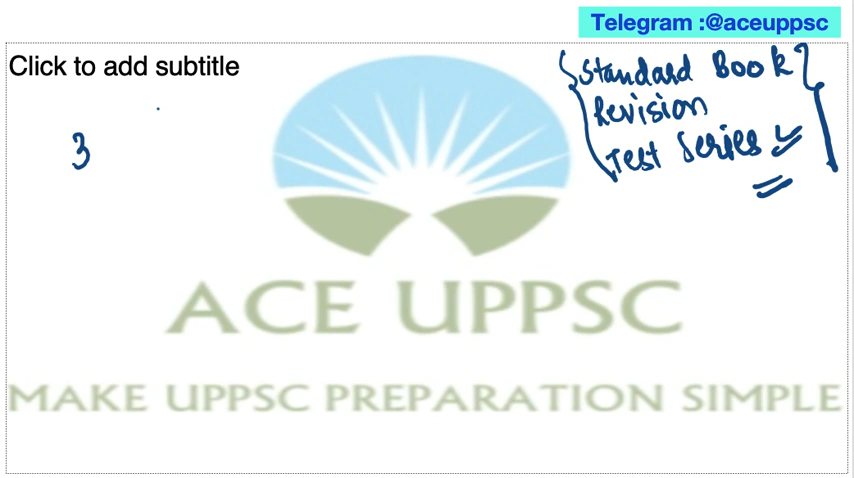 Telegram :@aceuppsc
Click to add subtitle
Standard Book
Revision
Test Series
3
ACE UPPSC
MAKE UPPSC PREPARATION SIMPLE